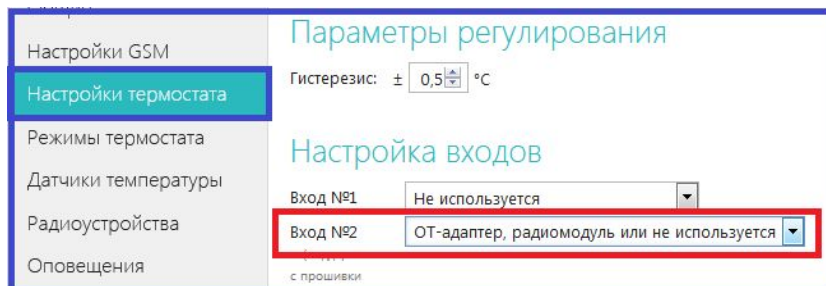 Настройки GSM
Настройки термостата
Режимы термостата
Датчики температуры
Радиоустройства
Оповещения
Параметры регулирования
Гистерезис: ± 0,5 °C
Настройка входов
Вход №1 Не используется
Вход №2 ОТ-адаптер, радиомодуль или не используется
с прошивки